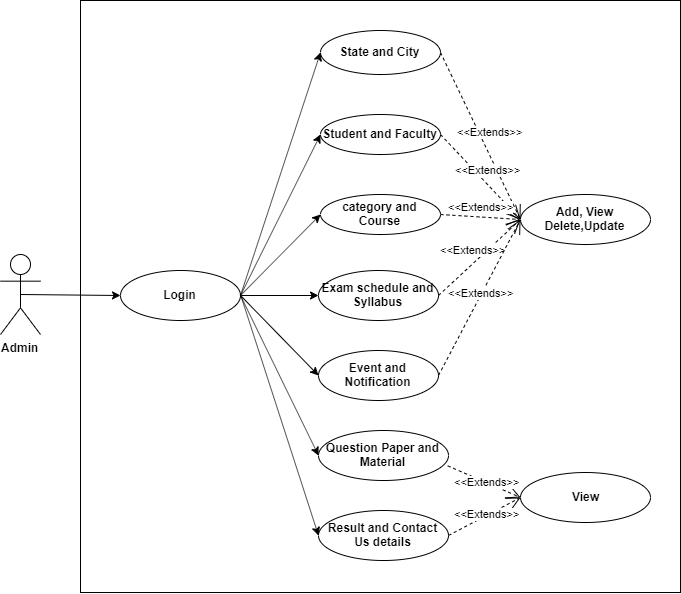 State and City
<<Extends>>
Student and Faculty
<<Extends>>
category and
Course
<<Extends>>
Add, View
Delete,Update
<<Extends>>
Login
Exam schedule and
Syllabus
<<Extends>>
Admin
Event and
Notification
Question Paper and
Material
<<Extends>>
View
<<Extends>>
Result and Contact
Us details